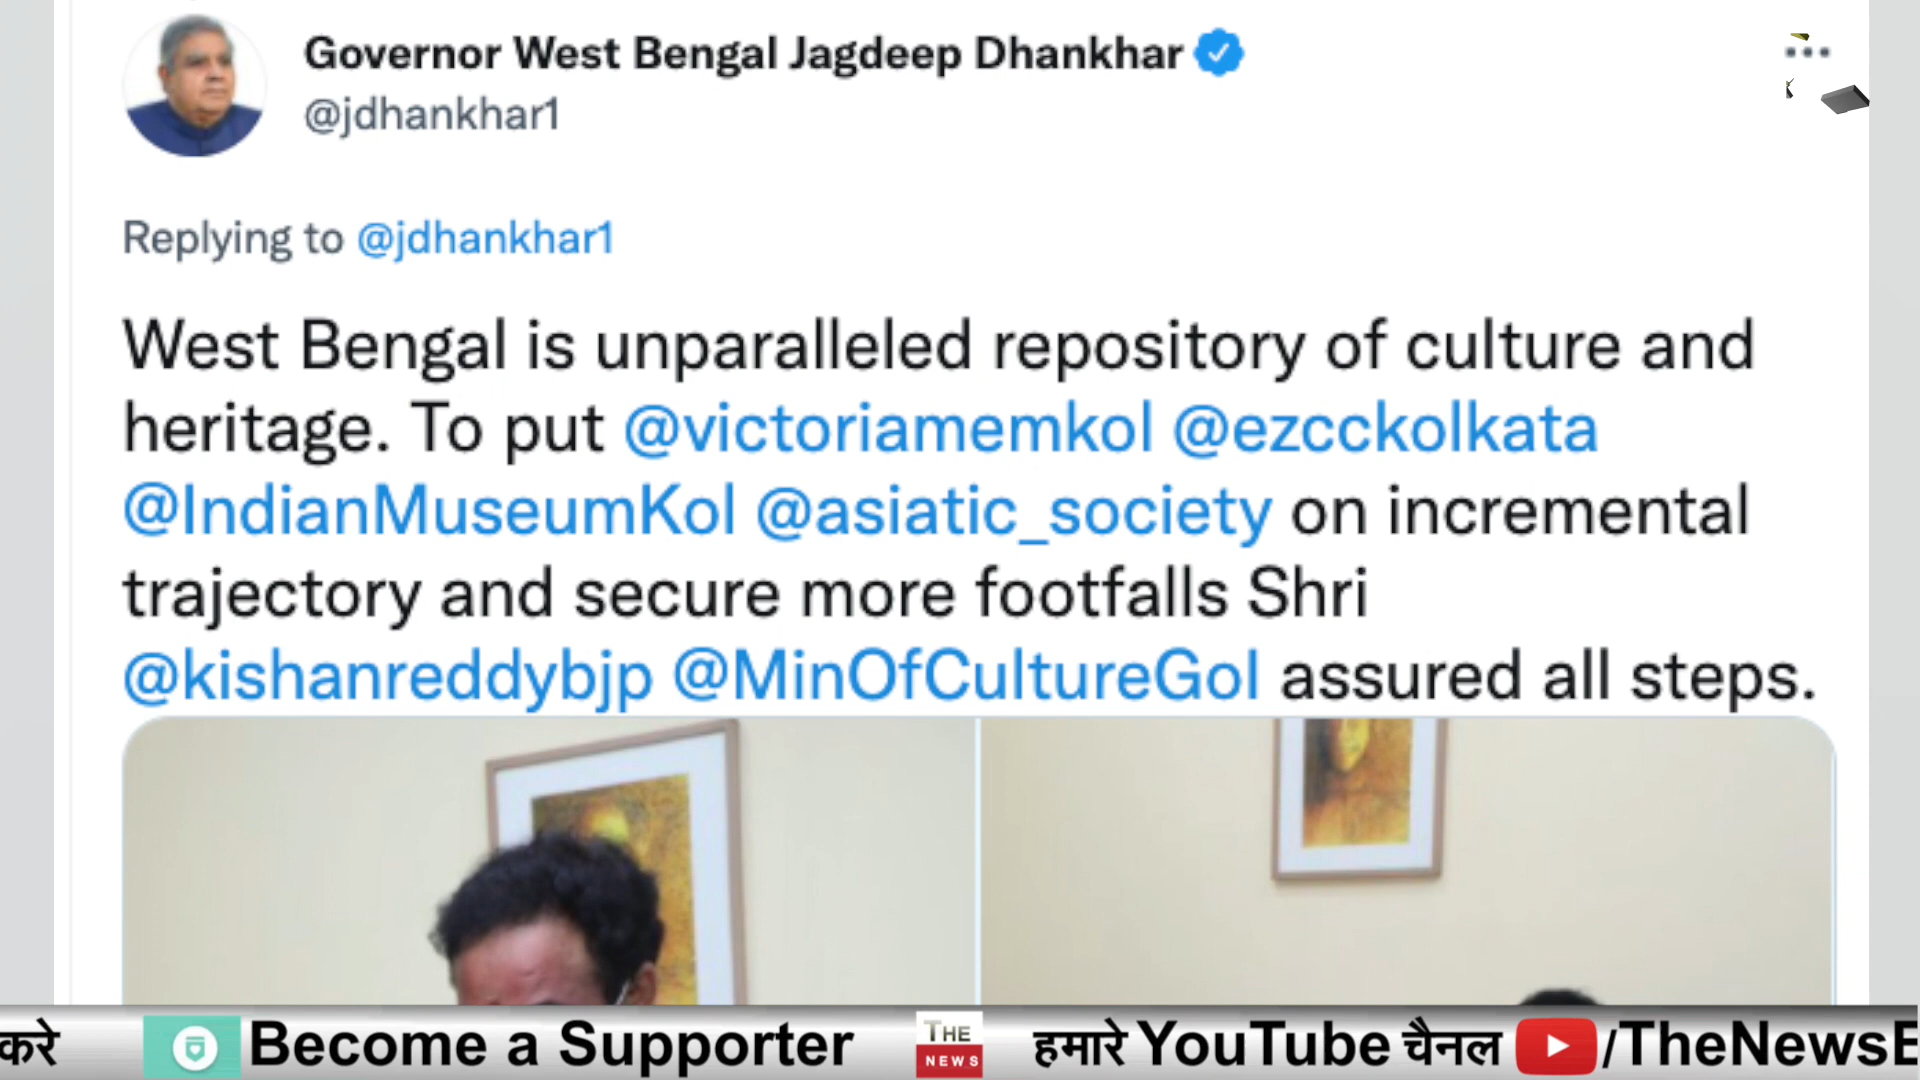 Governor West Bengal Jagdeep Dhankhar
@jdhankhar1
Replying to @jdhankhar1
West Bengal is unparalleled repository of culture and
heritage. To put @victoriamemkol @ezcckolkata
@IndianMuseumKol @asiatic_society on incremental
trajectory and secure more footfalls Shri
@kishanreddybjp @MinOfCultureGoI assured all steps.
करे Become a Supporter THE NEWS हमारे YouTube चैनल /TheNewsB